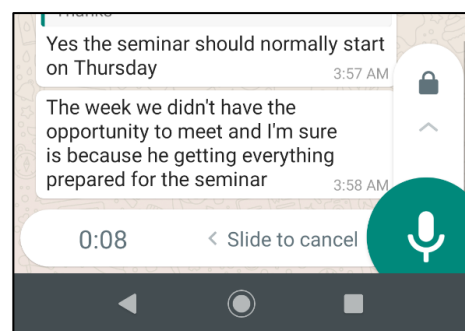 Thanks
Yes the seminar should normally start
on Thursday
3:57 AM
The week we didn't have the
opportunity to meet and I'm sure
is because he getting everything
prepared for the seminar
3:58 AM
0:08
< Slide to cancel